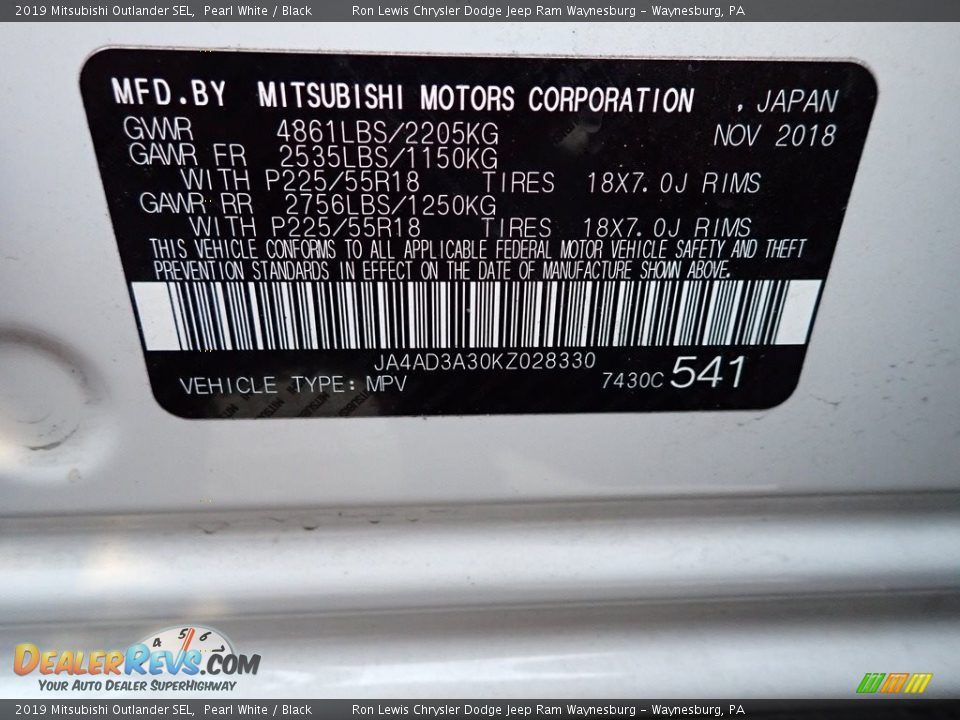 2019 Mitsubishi Outlander SEL, Pearl White / Black Ron Lewis Chrysler Dodge Jeep Ram Waynesburg - Waynesburg, PA
MFD.BY MITSUBISHI MOTORS CORPORATION , JAPAN
GVWR 4861LBS/2205KG NOV 2018
GAWR FR 2535LBS/1150KG
WITH P225/55R18 TIRES 18X7.0J RIMS
GAWR RR 2756LBS/1250KG
WITH P225/55R18 TIRES 18X7.0J RIMS
THIS VEHICLE CONFORMS TO ALL APPLICABLE FEDERAL MOTOR VEHICLE SAFETY AND THEFT
PREVENTION STANDARDS IN EFFECT ON THE DATE OF MANUFACTURE SHOWN ABOVE.
JA4AD3A30KZ028330
VEHICLE TYPE: MPV 7430C 541
4 5 6
DEALERREVS.COM
YOUR AUTO DEALER SUPERHIGHWAY
2019 Mitsubishi Outlander SEL, Pearl White / Black Ron Lewis Chrysler Dodge Jeep Ram Waynesburg - Waynesburg, PA